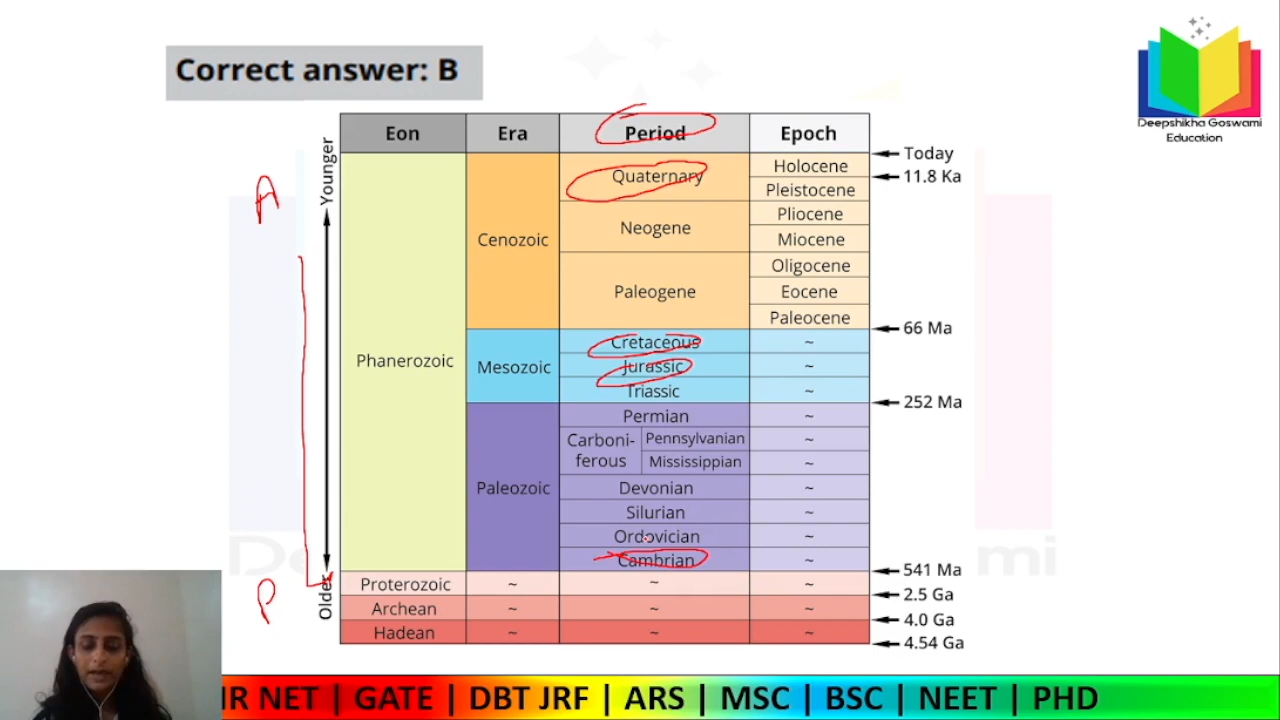 Correct answer: B
Deepshikha Goswami
Education
Eon Era Period Epoch
Younger
Older
A
P
Phanerozoic
Cenozoic
Quaternary
Holocene
Pleistocene
Neogene
Pliocene
Miocene
Paleogene
Oligocene
Eocene
Paleocene
Mesozoic
Cretaceous ~
Jurassic ~
Triassic ~
Paleozoic
Permian ~
Carboni-
ferous
Pennsylvanian ~
Mississippian ~
Devonian ~
Silurian ~
Ordovician ~
Cambrian ~
Proterozoic ~ ~ ~
Archean ~ ~ ~
Hadean ~ ~ ~
Today
11.8 Ka
66 Ma
252 Ma
541 Ma
2.5 Ga
4.0 Ga
4.54 Ga
NET | GATE | DBT JRF | ARS | MSC | BSC | NEET | PHD